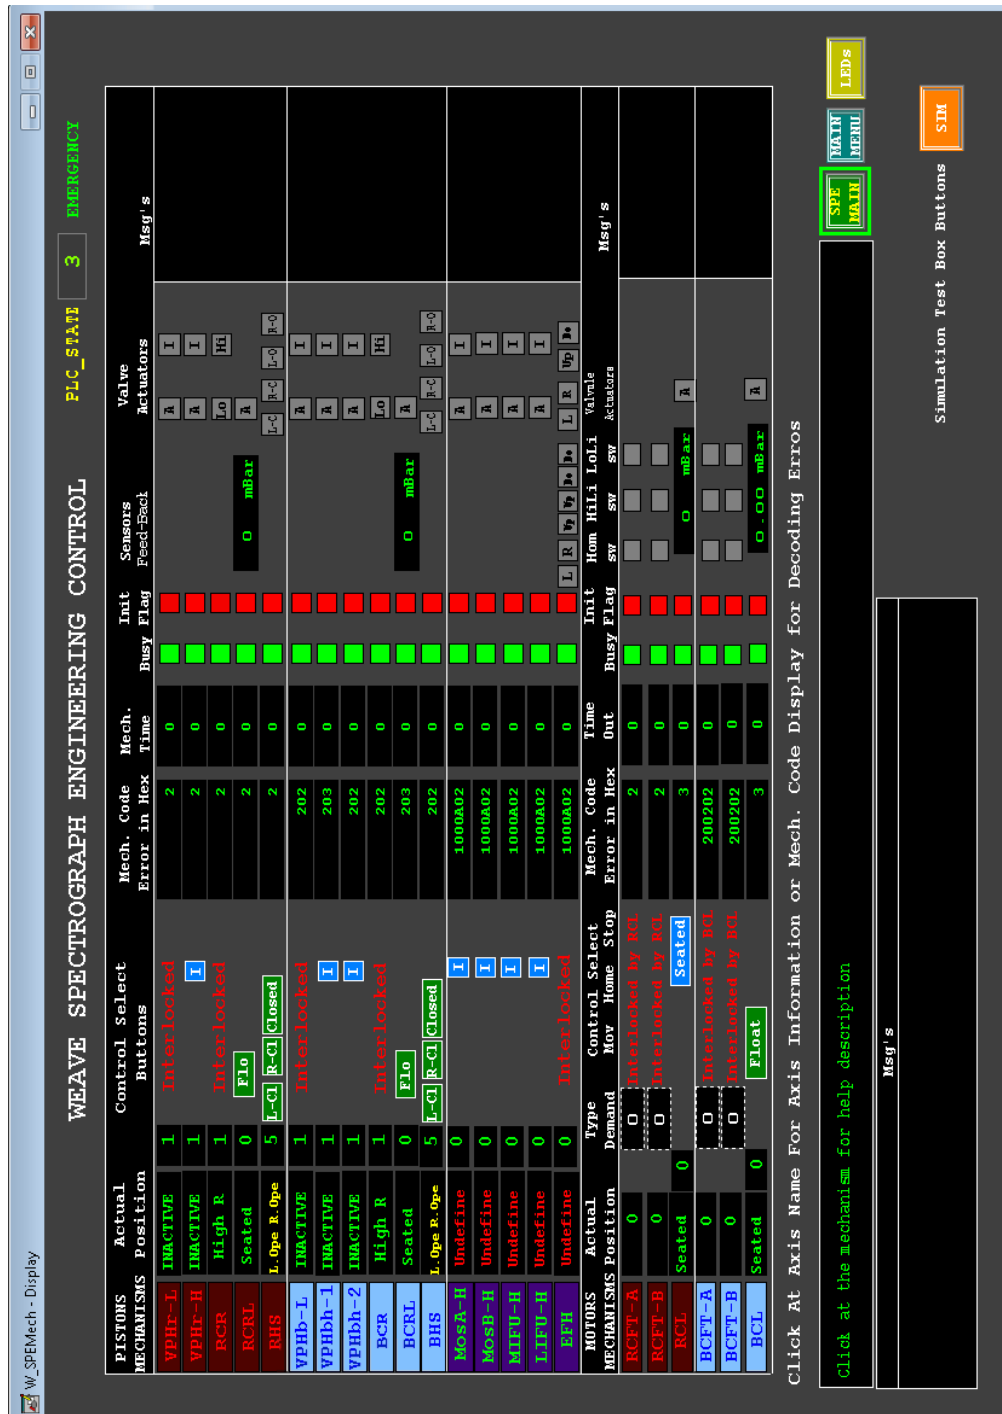 W_SPEMech - Display
WEAVE SPECTROGRAPH ENGINEERING CONTROL PLC_STATE 3 EMERGENCY
PISTONS MECHANISMS Actual Position Control Select Buttons Mech. Code Error in Hex Mech. Time Busy Init Flag Sensors Feed-Back Valve Actuators Msg's
VPHr-L INACTIVE 1 Interlocked 2 0 A I
VPHr-H INACTIVE 1 I 2 0 A I
RCR High R 1 Interlocked 2 0 Lo Hi
RCRL Seated 0 Flo 2 0 0 mBar A
RHS L.Ope R.Ope 5 L-Cl R-Cl Closed 2 0 L-C R-C L-O R-O
VPHb-L INACTIVE 1 Interlocked 202 0 A I
VPHbh-1 INACTIVE 1 I 203 0 A I
VPHbh-2 INACTIVE 1 I 202 0 A I
BCR High R 1 Interlocked 202 0 Lo Hi
BCRL Seated 0 Flo 203 0 0 mBar A
BHS L.Ope R.Ope 5 L-Cl R-Cl Closed 202 0 L-C R-C L-O R-O
MosA-H Undefine 0 I 1000A02 0 A I
MosB-H Undefine 0 I 1000A02 0 A I
MIFU-H Undefine 0 I 1000A02 0 A I
LIFU-H Undefine 0 I 1000A02 0 A I
EFH Undefine 0 Interlocked 1000A02 0 L R Up Up Do Do L R Up Do
MOTORS MECHANISMS Actual Position Type Demand Control Select Mov Home Stop Mech. Code Error in Hex Time Out Busy Init Flag Hom sw HiLi sw LoLi sw Valvule Actuators Msg's
RCFT-A 0 0 Interlocked by RCL 2 0
RCFT-B 0 0 Interlocked by RCL 2 0
RCL Seated 0 Seated 3 0 0 mBar A
BCFT-A 0 0 Interlocked by BCL 200202 0
BCFT-B 0 0 Interlocked by BCL 200202 0
BCL Seated 0 Float 3 0 0.00 mBar A
Click At Axis Name For Axis Information or Mech. Code Display for Decoding Erros
Click at the mechanism for help description
SPE MAIN
MAIN MENU
LEDs
Msg's
Simulation Test Box Buttons
SIM